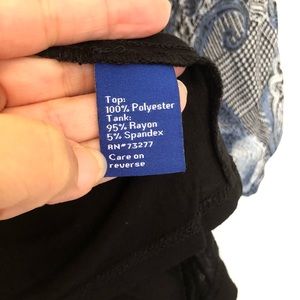 Top:
100% Polyester
Tank:
95% Rayon
5% Spandex
RN#73277
Care on
reverse